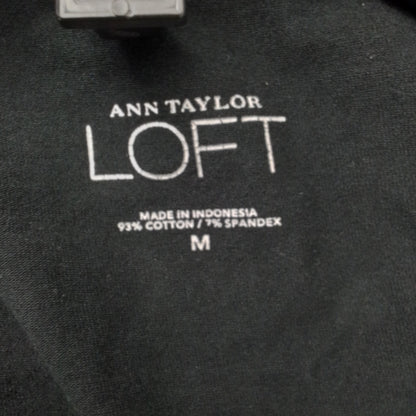 ANN TAYLOR
LOFT
MADE IN INDONESIA
93% COTTON / 7% SPANDEX
M